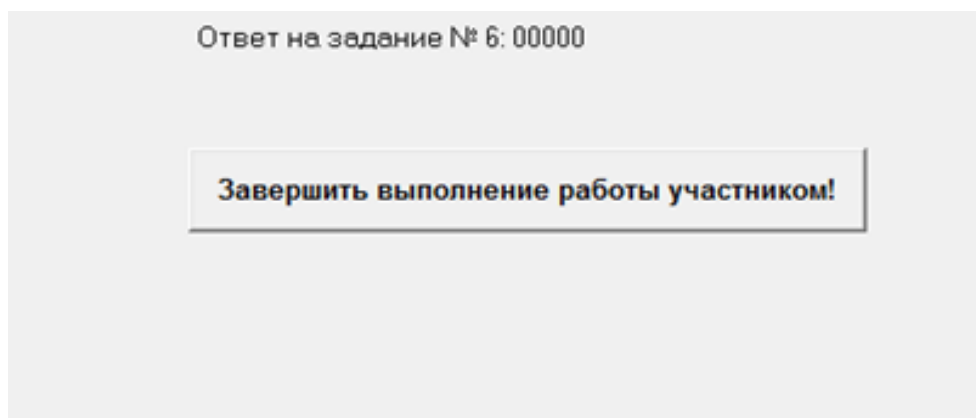 Ответ на задание № 6: 00000
Завершить выполнение работы участником!